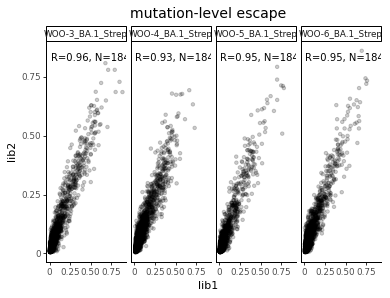 mutation-level escape
WOO-3_BA.1_Strep WOO-4_BA.1_Strep WOO-5_BA.1_Strep WOO-6_BA.1_Strep
R=0.96, N=184 R=0.93, N=184 R=0.95, N=184 R=0.95, N=184
0.75
0.50
lib2
0.25
0
0 0.25 0.50 0.75 0 0.25 0.50 0.75 0 0.25 0.50 0.75 0 0.25 0.50 0.75
lib1